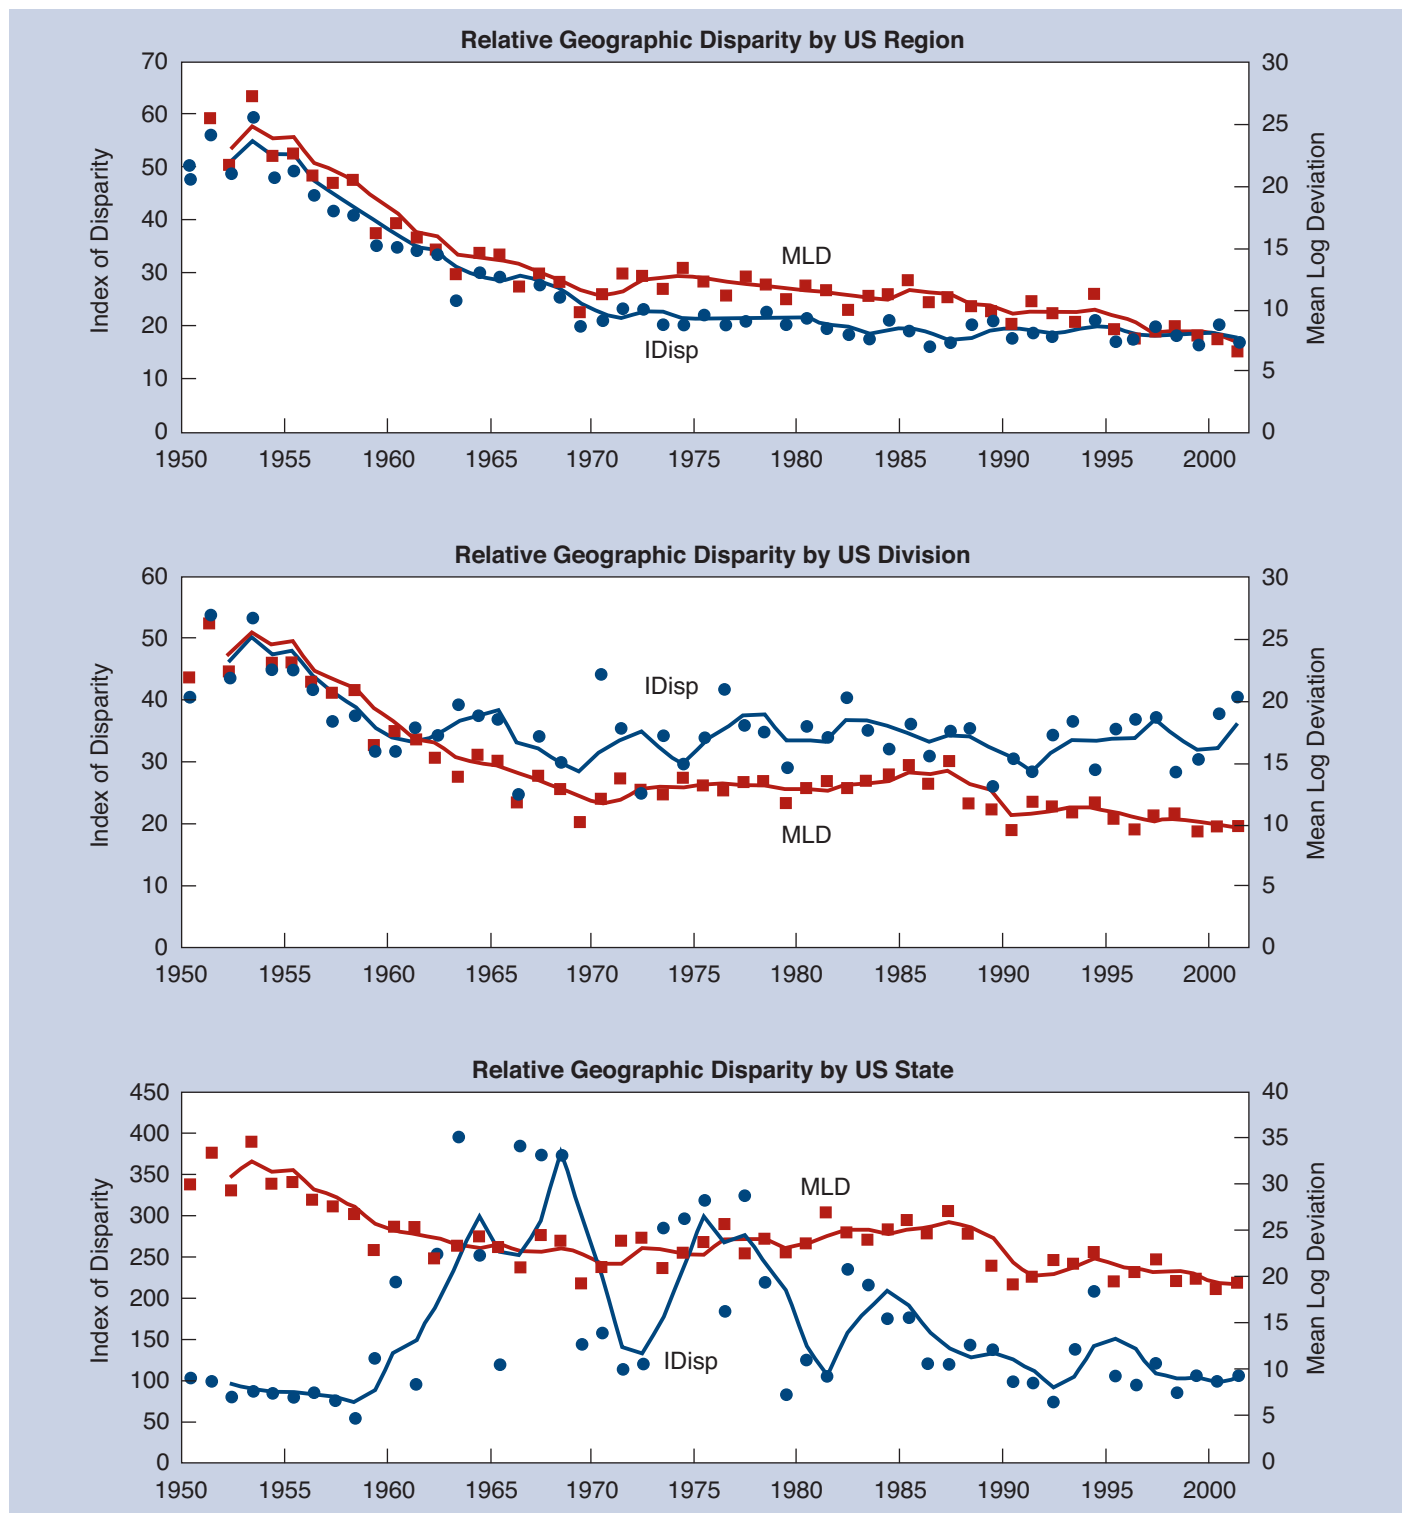 Relative Geographic Disparity by US Region
70
60
50
40
30
20
10
0
Index of Disparity
30
25
20
15
10
5
0
Mean Log Deviation
MLD
IDisp
1950 1955 1960 1965 1970 1975 1980 1985 1990 1995 2000
Relative Geographic Disparity by US Division
60
50
40
30
20
10
0
Index of Disparity
30
25
20
15
10
5
0
Mean Log Deviation
IDisp
MLD
1950 1955 1960 1965 1970 1975 1980 1985 1990 1995 2000
Relative Geographic Disparity by US State
450
400
350
300
250
200
150
100
50
0
Index of Disparity
40
35
30
25
20
15
10
5
0
Mean Log Deviation
MLD
IDisp
1950 1955 1960 1965 1970 1975 1980 1985 1990 1995 2000